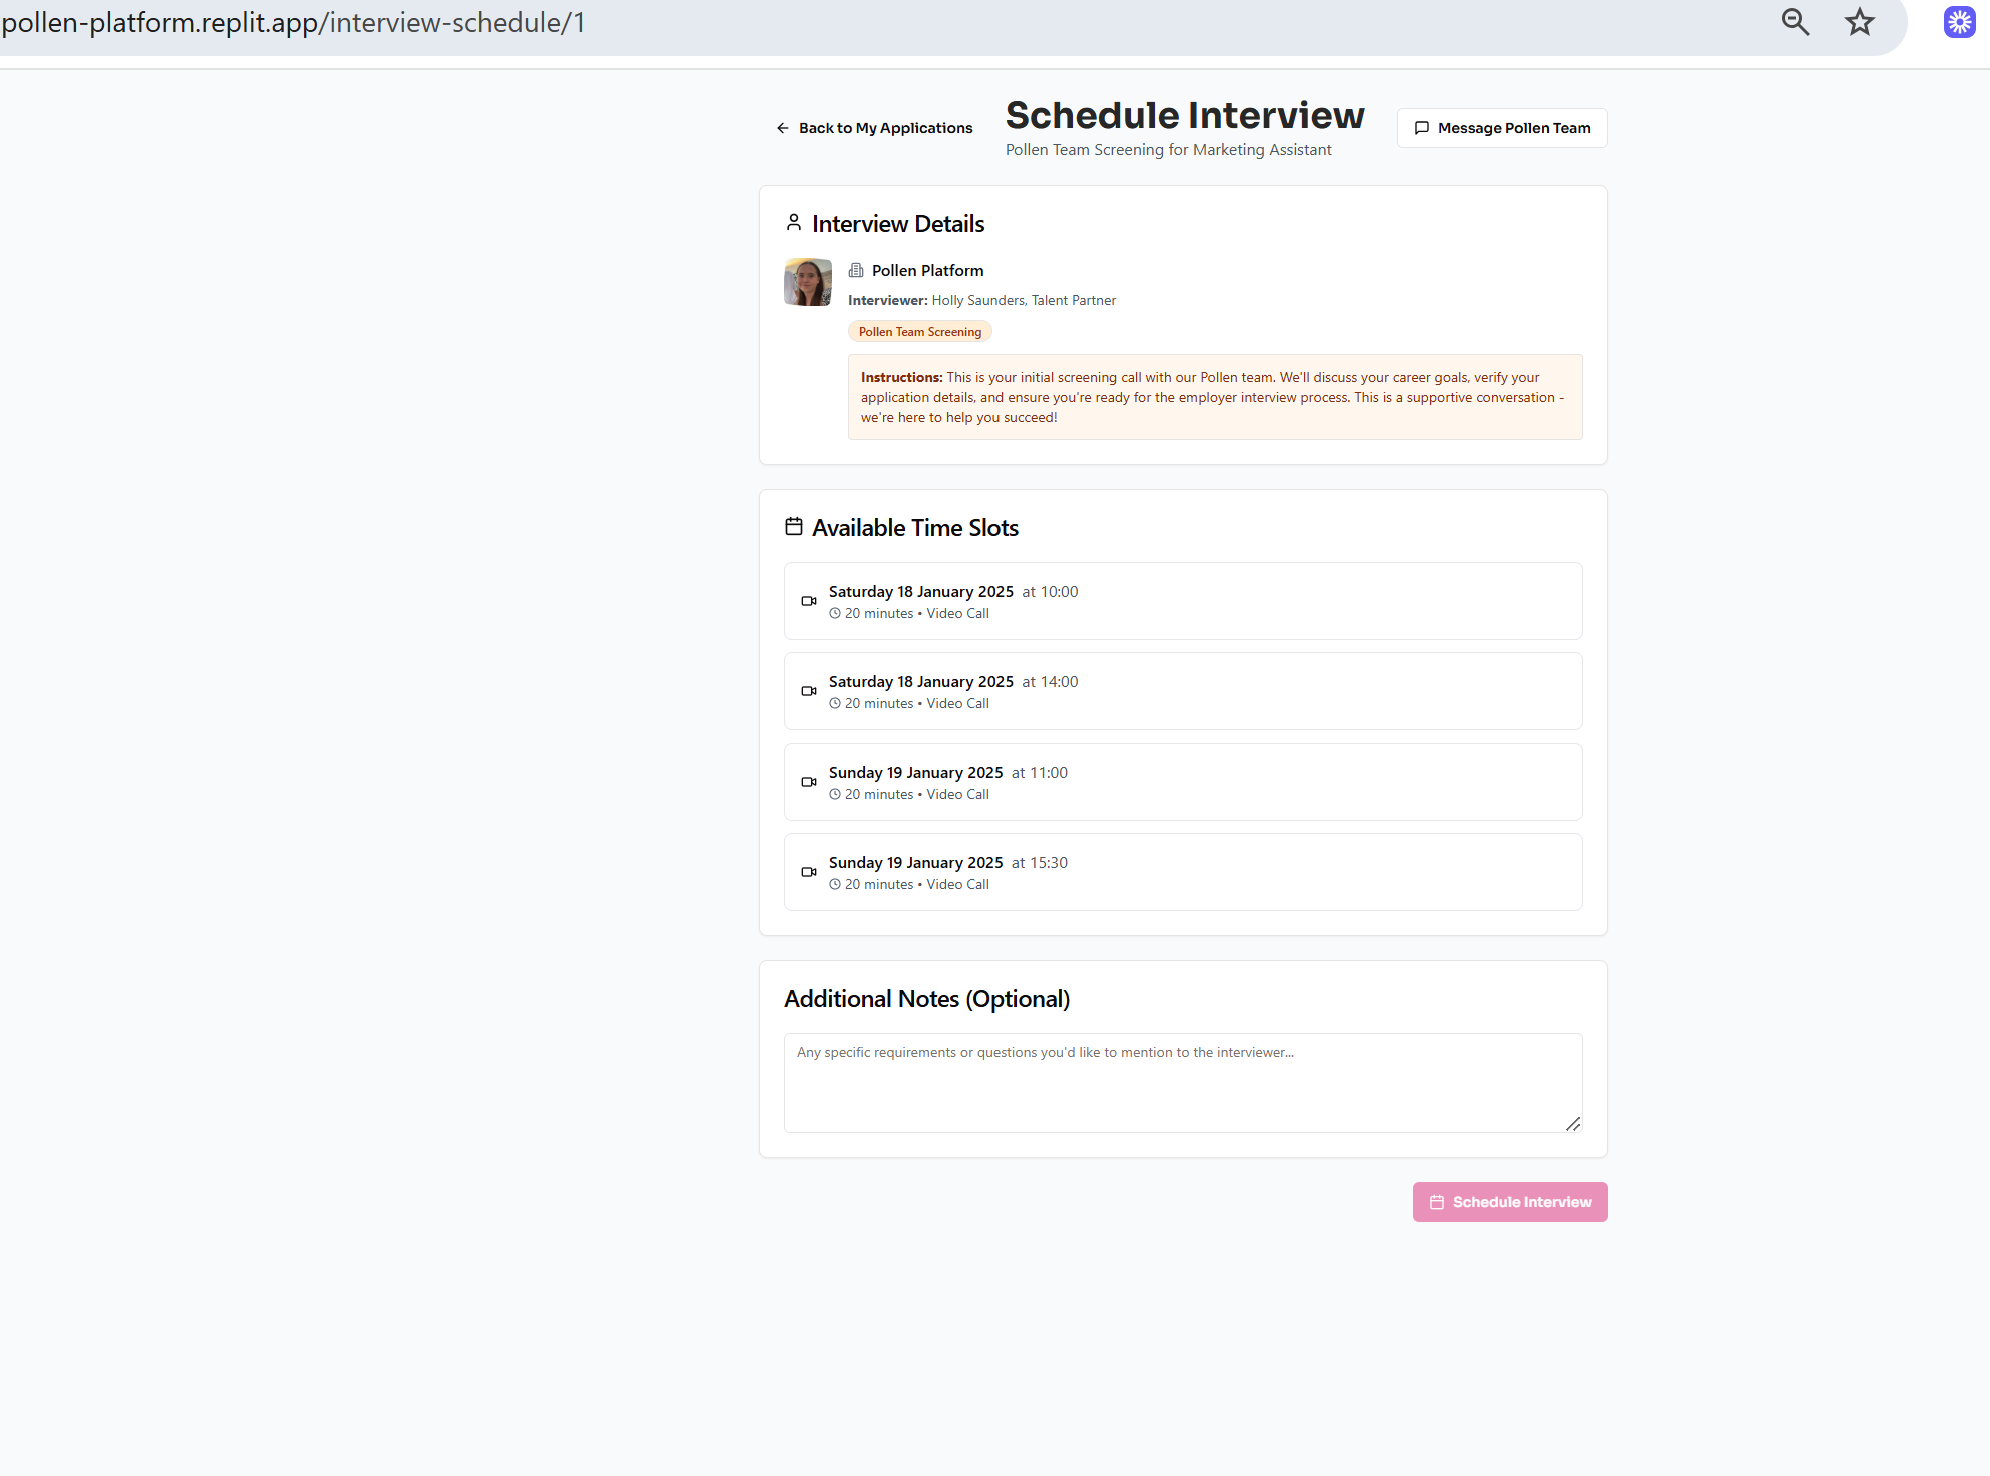 pollen-platform.replit.app/interview-schedule/1
Back to My Applications
Schedule Interview
Pollen Team Screening for Marketing Assistant
Message Pollen Team
Interview Details
Pollen Platform
Interviewer: Holly Saunders, Talent Partner
Pollen Team Screening
Instructions: This is your initial screening call with our Pollen team. We'll discuss your career goals, verify your
application details, and ensure you're ready for the employer interview process. This is a supportive conversation -
we're here to help you succeed!
Available Time Slots
Saturday 18 January 2025 at 10:00
20 minutes • Video Call
Saturday 18 January 2025 at 14:00
20 minutes • Video Call
Sunday 19 January 2025 at 11:00
20 minutes • Video Call
Sunday 19 January 2025 at 15:30
20 minutes • Video Call
Additional Notes (Optional)
Any specific requirements or questions you'd like to mention to the interviewer...
Schedule Interview